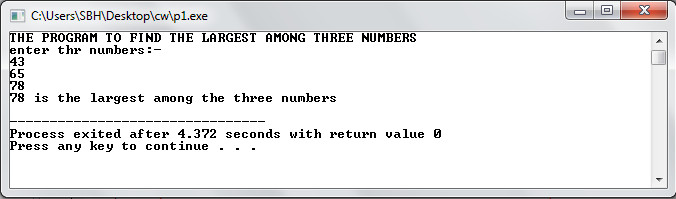 C:\Users\SBH\Desktop\cw\p1.exe
THE PROGRAM TO FIND THE LARGEST AMONG THREE NUMBERS
enter thr numbers:-
43
65
78
78 is the largest among the three numbers
--------------------------------
Process exited after 4.372 seconds with return value 0
Press any key to continue . . .